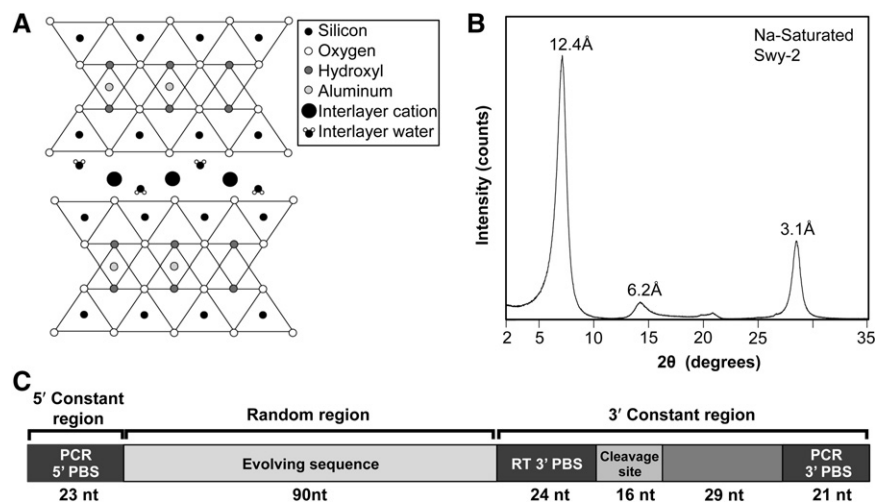 A
Silicon
Oxygen
Hydroxyl
Aluminum
Interlayer cation
Interlayer water
B
12.4Å
Na-Saturated
Swy-2
6.2Å
3.1Å
Intensity (counts)
2 5 10 15 20 25 35
2θ (degrees)
C
5′ Constant
region
Random region
3′ Constant region
PCR
5′ PBS
Evolving sequence
RT 3′ PBS
Cleavage
site
PCR
3′ PBS
23 nt
90nt
24 nt
16 nt
29 nt
21 nt